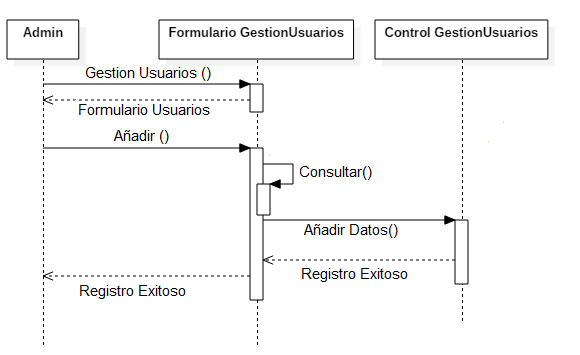 Admin
Formulario GestionUsuarios
Control GestionUsuarios
Gestion Usuarios ()
Formulario Usuarios
Añadir ()
Consultar()
Añadir Datos()
Registro Exitoso
Registro Exitoso